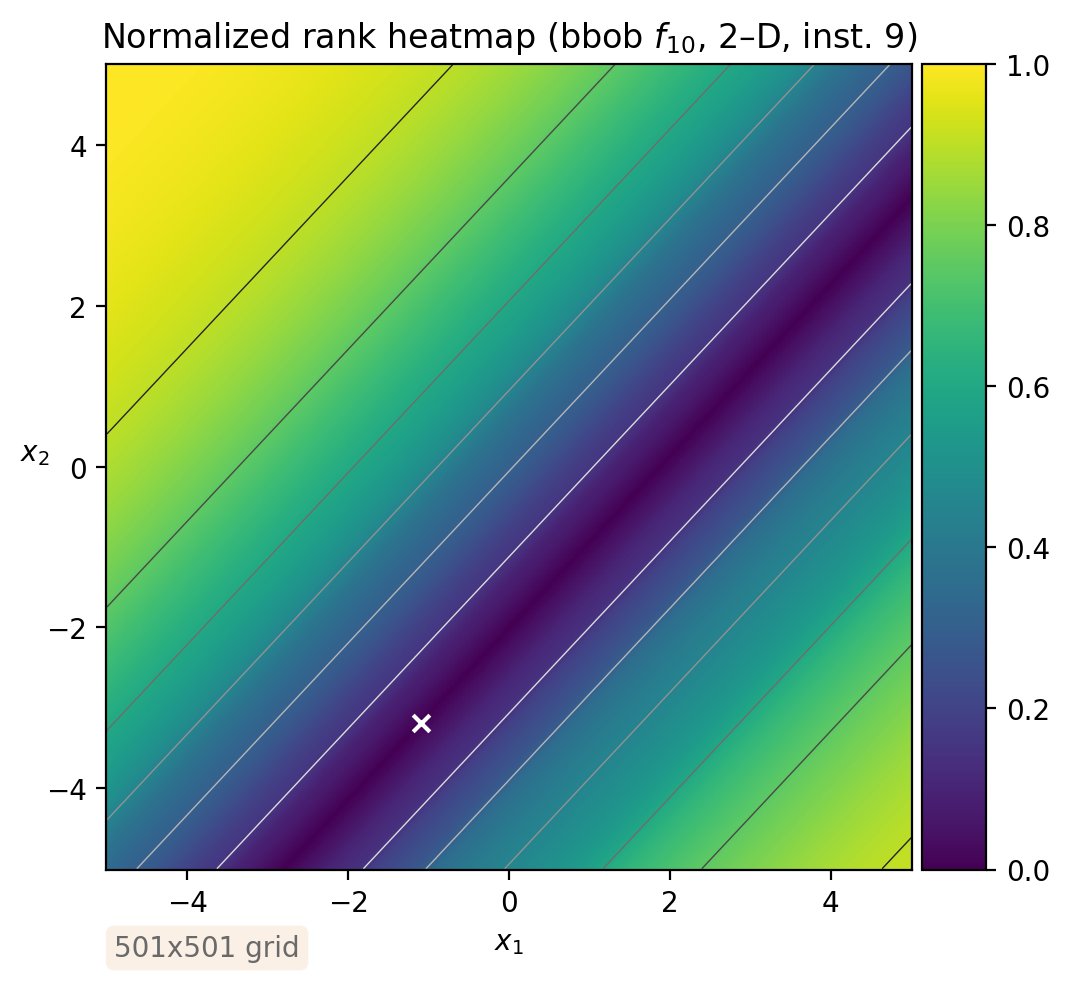 Normalized rank heatmap (bbob f₁₀, 2–D, inst. 9)
1.0
0.8
0.6
0.4
0.2
0.0
4
2
0
−2
−4
x₂
−4 −2 0 2 4
x₁
501x501 grid